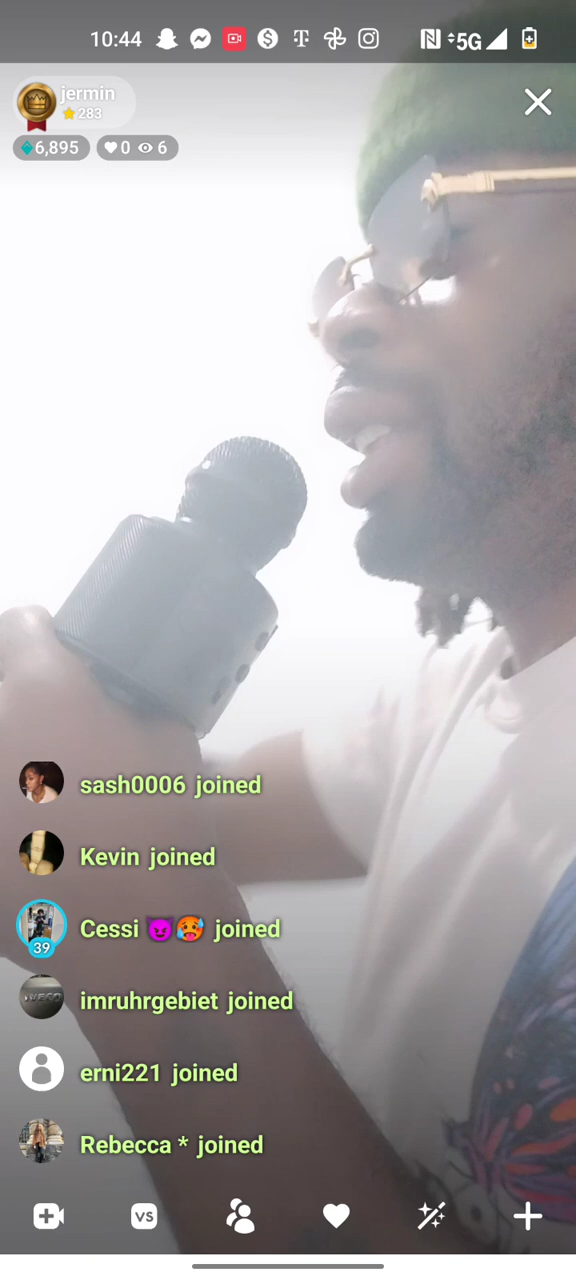 10:44 5G
jermin
283
6,895 0 6
sash0006 joined
Kevin joined
Cessi 😈🥵 joined
39
imruhrgebiet joined
erni221 joined
Rebecca * joined
VS